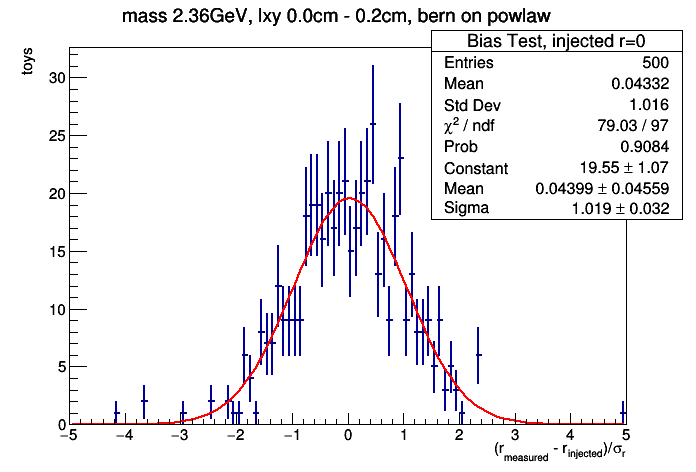 mass 2.36GeV, lxy 0.0cm - 0.2cm, bern on powlaw
toys
Bias Test, injected r=0
Entries 500
Mean 0.04332
Std Dev 1.016
χ² / ndf 79.03 / 97
Prob 0.9084
Constant 19.55 ± 1.07
Mean 0.04399 ± 0.04559
Sigma 1.019 ± 0.032
30
25
20
15
10
5
0
−5 −4 −3 −2 −1 0 1 2 3 4 5
(r_measured - r_injected)/σ_r